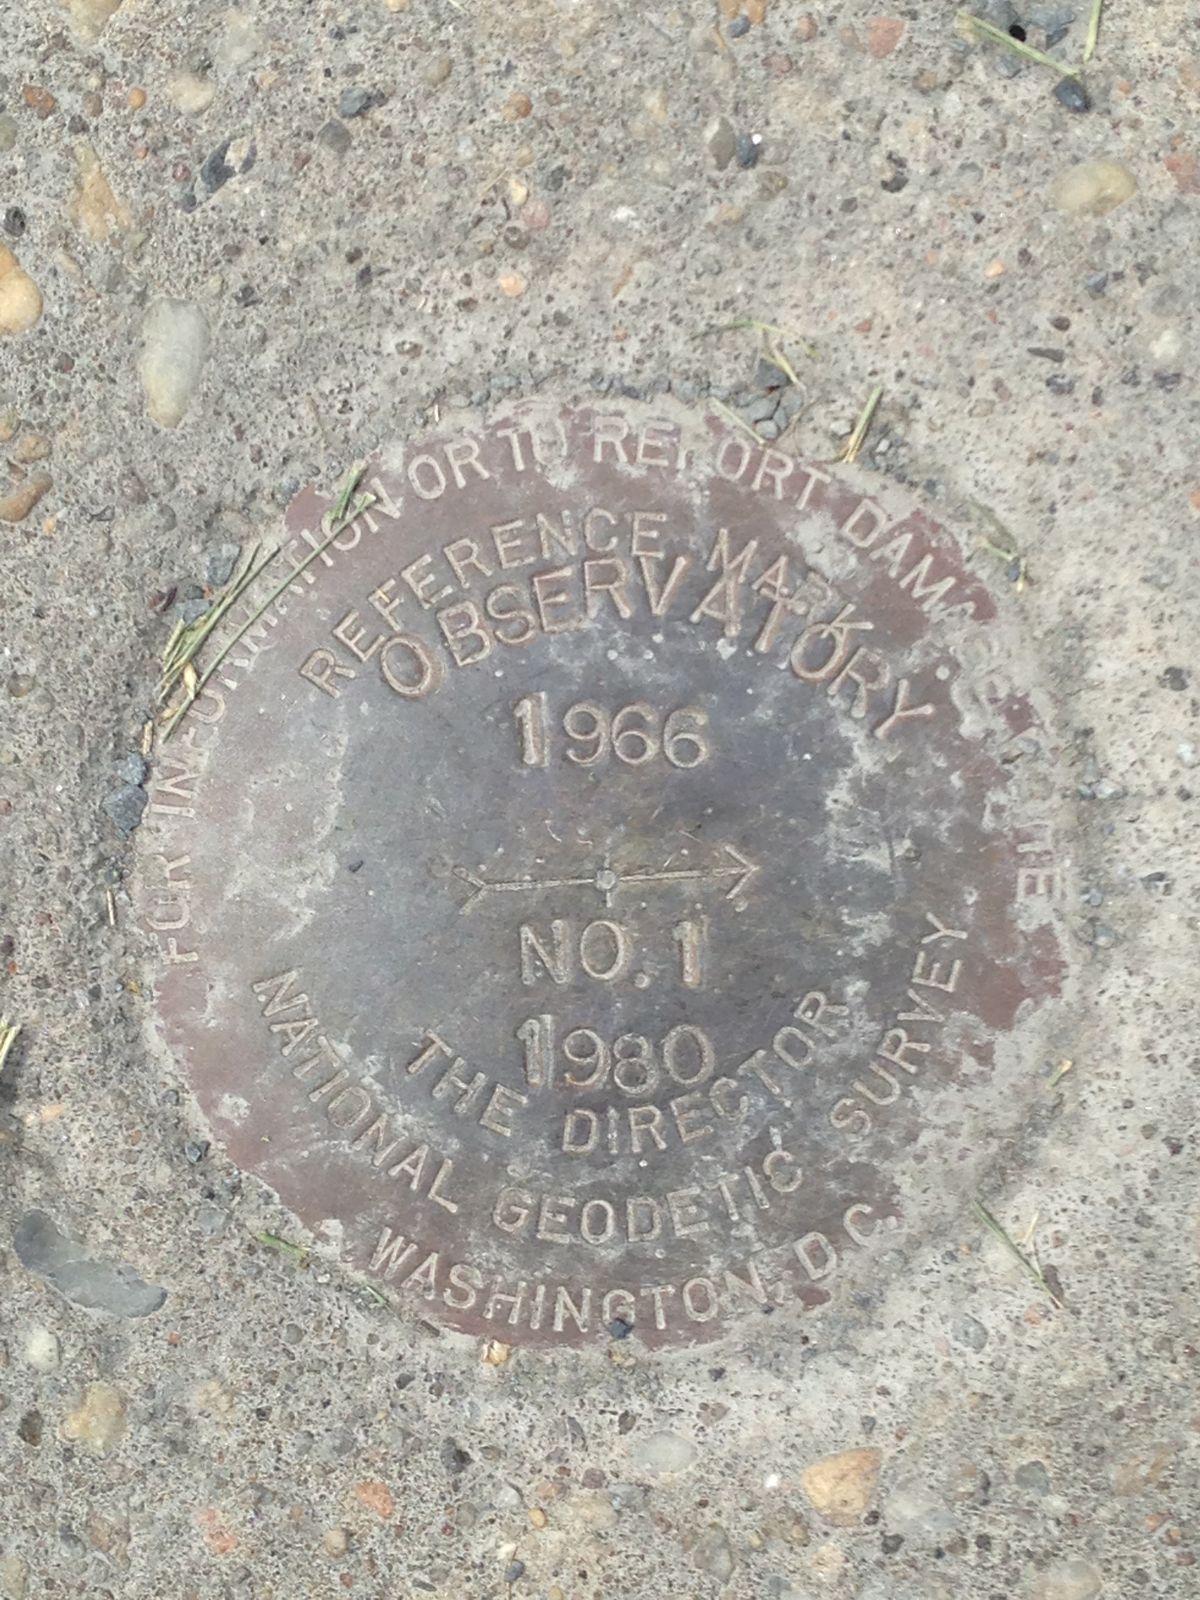 FOR INFORMATION OR TO REPORT DAMAGE WRITE
REFERENCE MARK
OBSERVATORY
1966
NO. 1
1980
THE DIRECTOR
NATIONAL GEODETIC SURVEY
WASHINGTON, D.C.